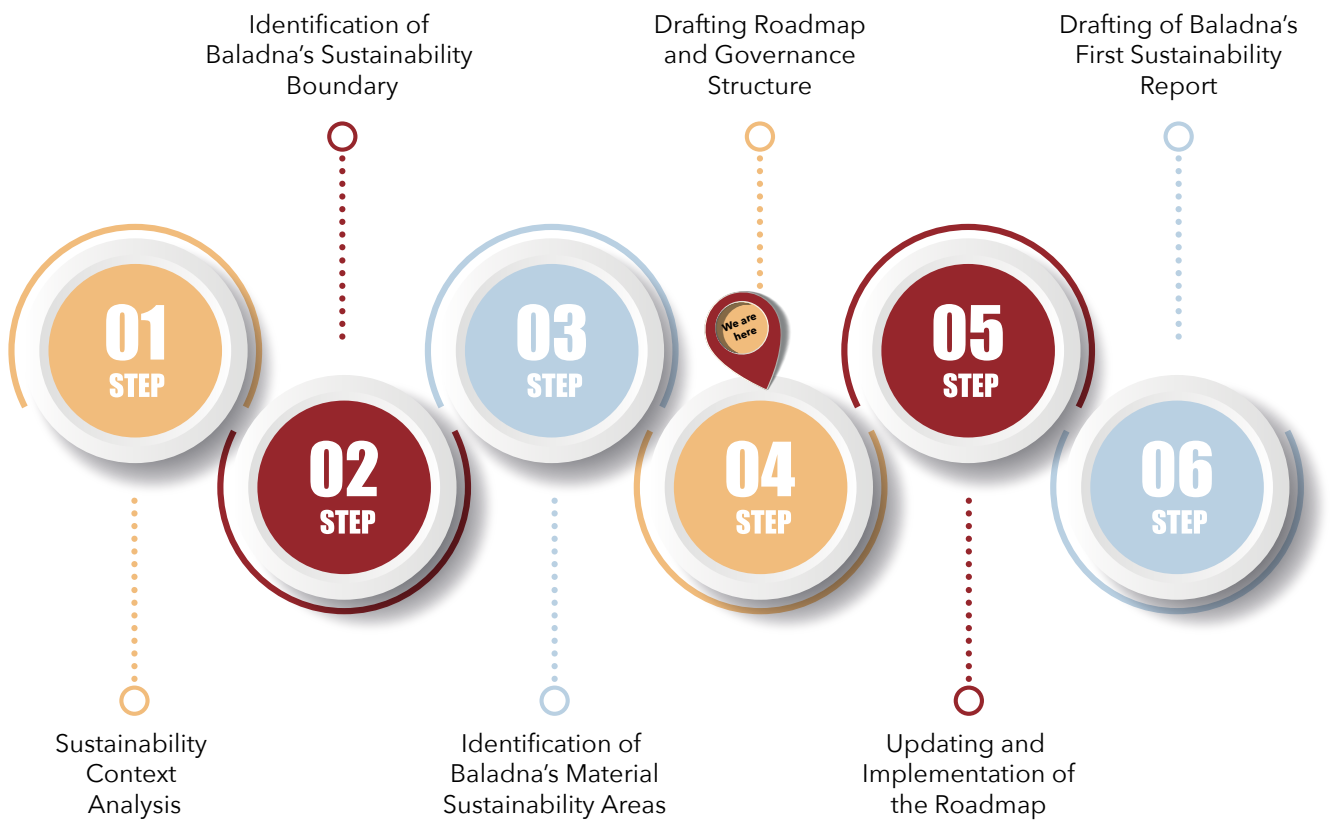 Identification of
Baladna’s Sustainability
Boundary
Drafting Roadmap
and Governance
Structure
Drafting of Baladna’s
First Sustainability
Report
01
STEP
02
STEP
03
STEP
We are
here
04
STEP
05
STEP
06
STEP
Sustainability
Context
Analysis
Identification of
Baladna’s Material
Sustainability Areas
Updating and
Implementation of
the Roadmap